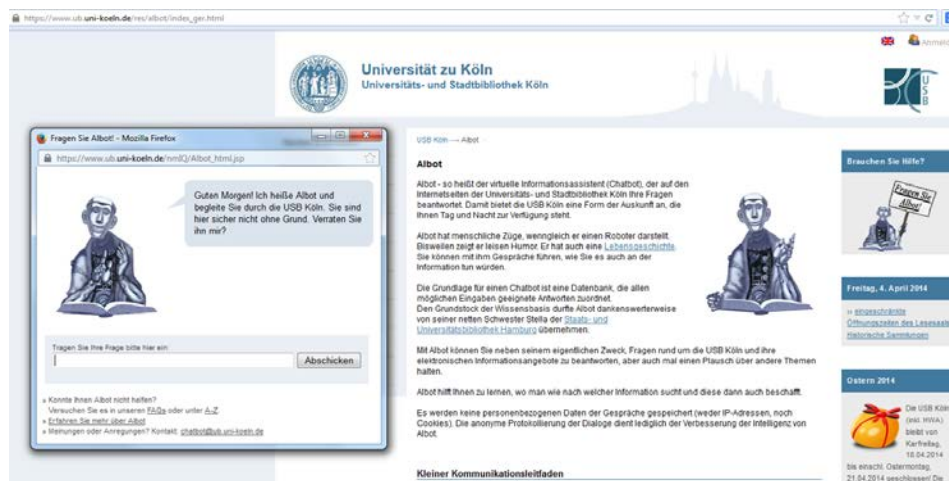 https://www.ub.uni-koeln.de/res/albot/index_ger.html
Universität zu Köln
Universitäts- und Stadtbibliothek Köln
USB
Fragen Sie Albot! - Mozilla Firefox
https://www.ub.uni-koeln.de/nmIQ/Albot_html.jsp
Guten Morgen! Ich heiße Albot und
begleite Sie durch die USB Köln. Sie sind
hier sicher nicht ohne Grund. Verraten Sie
ihn mir?
Tragen Sie Ihre Frage bitte hier ein:
Abschicken
» Konnte Ihnen Albot nicht helfen?
Versuchen Sie es in unseren FAQs oder unter A-Z
» Erfahren Sie mehr über Albot
» Meinungen oder Anregungen? Kontakt: chatbot@ub.uni-koeln.de
USB Köln → Albot
Albot
Albot - so heißt der virtuelle Informationsassistent (Chatbot), der auf den
Internetseiten der Universitäts- und Stadtbibliothek Köln Ihre Fragen
beantwortet. Damit bietet die USB Köln eine Form der Auskunft an, die
Ihnen Tag und Nacht zur Verfügung steht.
Albot hat menschliche Züge, wenngleich er einen Roboter darstellt.
Bisweilen zeigt er leisen Humor. Er hat auch eine Lebensgeschichte.
Sie können mit ihm Gespräche führen, wie Sie es auch an der
Information tun würden.
Die Grundlage für einen Chatbot ist eine Datenbank, die allen
möglichen Eingaben geeignete Antworten zuordnet.
Den Grundstock der Wissensbasis durfte Albot dankenswerterweise
von seiner netten Schwester Stella der Staats- und
Universitätsbibliothek Hamburg übernehmen.
Mit Albot können Sie neben seinem eigentlichen Zweck, Fragen rund um die USB Köln und ihre
elektronischen Informationsangebote zu beantworten, aber auch mal einen Plausch über andere Themen
halten.
Albot hilft Ihnen zu lernen, wo man wie nach welcher Information sucht und diese dann auch beschafft.
Es werden keine personenbezogenen Daten der Gespräche gespeichert (weder IP-Adressen, noch
Cookies). Die anonyme Protokollierung der Dialoge dient lediglich der Verbesserung der Intelligenz von
Albot.
Kleiner Kommunikationsleitfaden
Brauchen Sie Hilfe?
Fragen Sie
Albot!
Freitag, 4. April 2014
» eingeschränkte
Öffnungszeiten des Lesesaals
Historische Sammlungen
Ostern 2014
Die USB Köln
(inkl. HWA)
bleibt von
Karfreitag,
18.04.2014
bis einschl. Ostermontag,
21.04.2014 geschlossen! Die